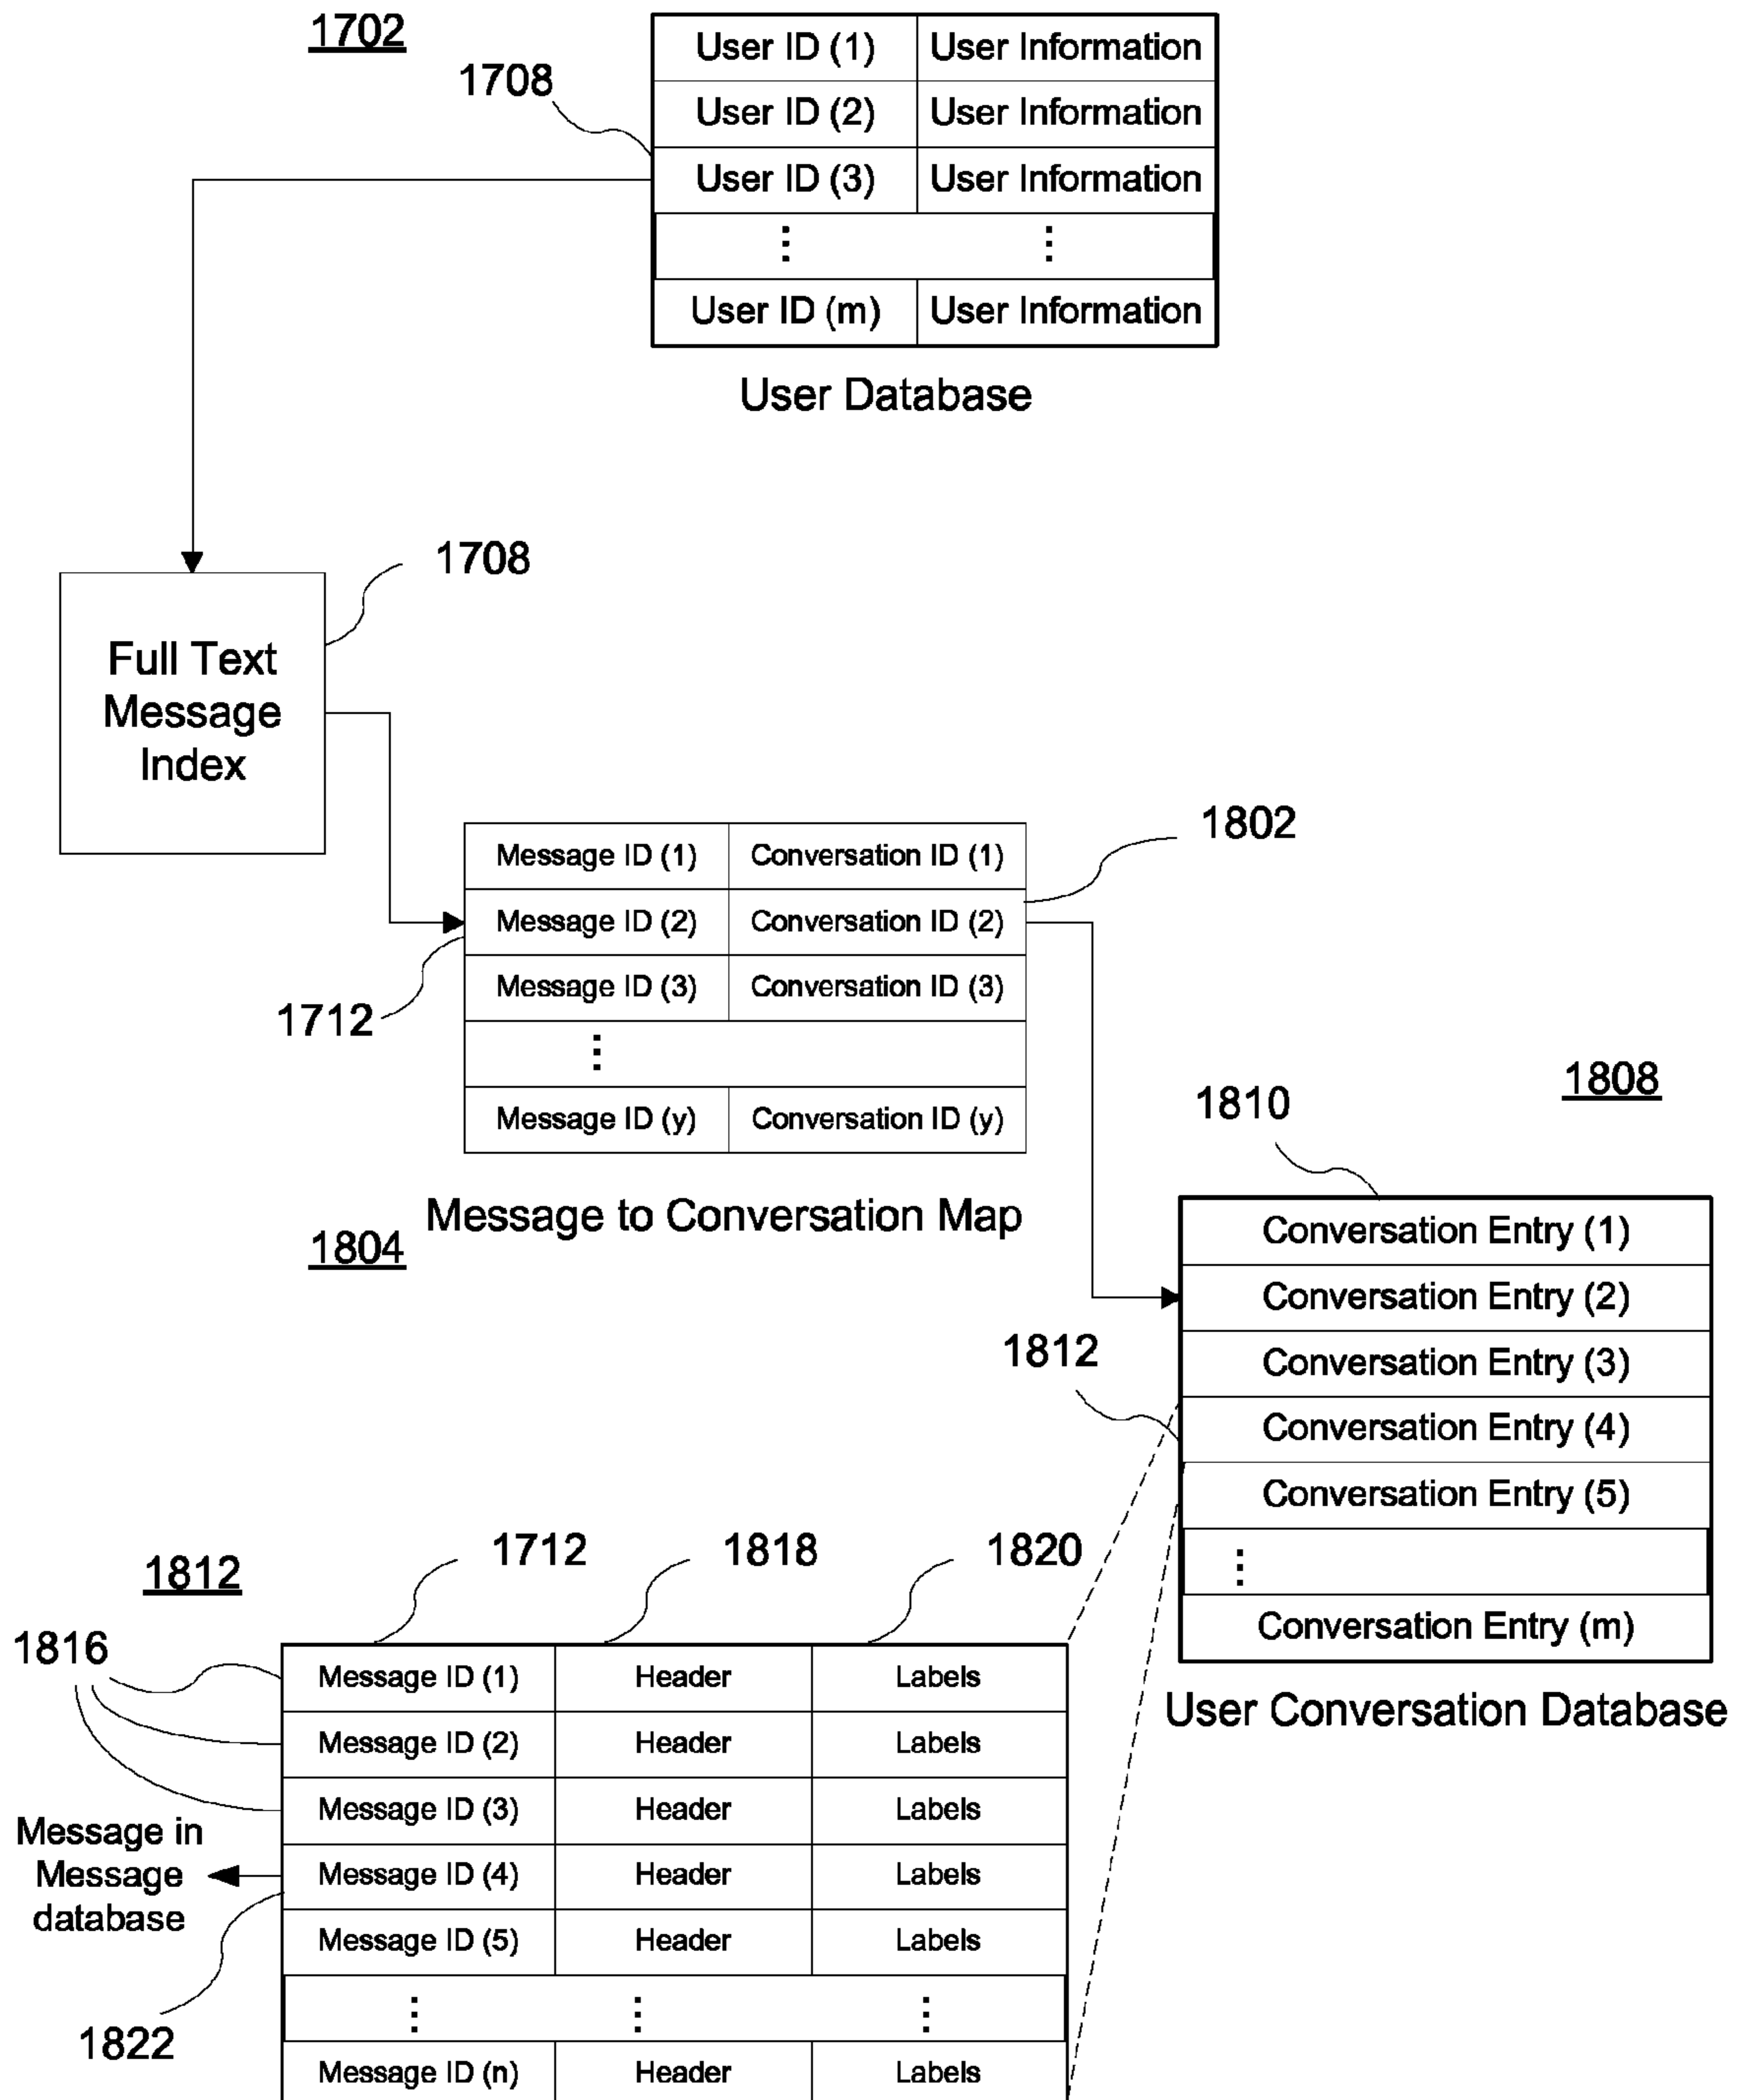 1702
1708
User ID (1) User Information
User ID (2) User Information
User ID (3) User Information
⋮ ⋮
User ID (m) User Information
User Database
1708
Full Text
Message
Index
1802
Message ID (1) Conversation ID (1)
Message ID (2) Conversation ID (2)
Message ID (3) Conversation ID (3)
⋮
Message ID (y) Conversation ID (y)
1712
Message to Conversation Map
1804
1808
1810
Conversation Entry (1)
Conversation Entry (2)
Conversation Entry (3)
Conversation Entry (4)
Conversation Entry (5)
⋮
Conversation Entry (m)
User Conversation Database
1812
1812
1712 1818 1820
1816
Message ID (1) Header Labels
Message ID (2) Header Labels
Message ID (3) Header Labels
Message ID (4) Header Labels
Message ID (5) Header Labels
⋮ ⋮ ⋮
Message ID (n) Header Labels
Message in
Message
database
1822